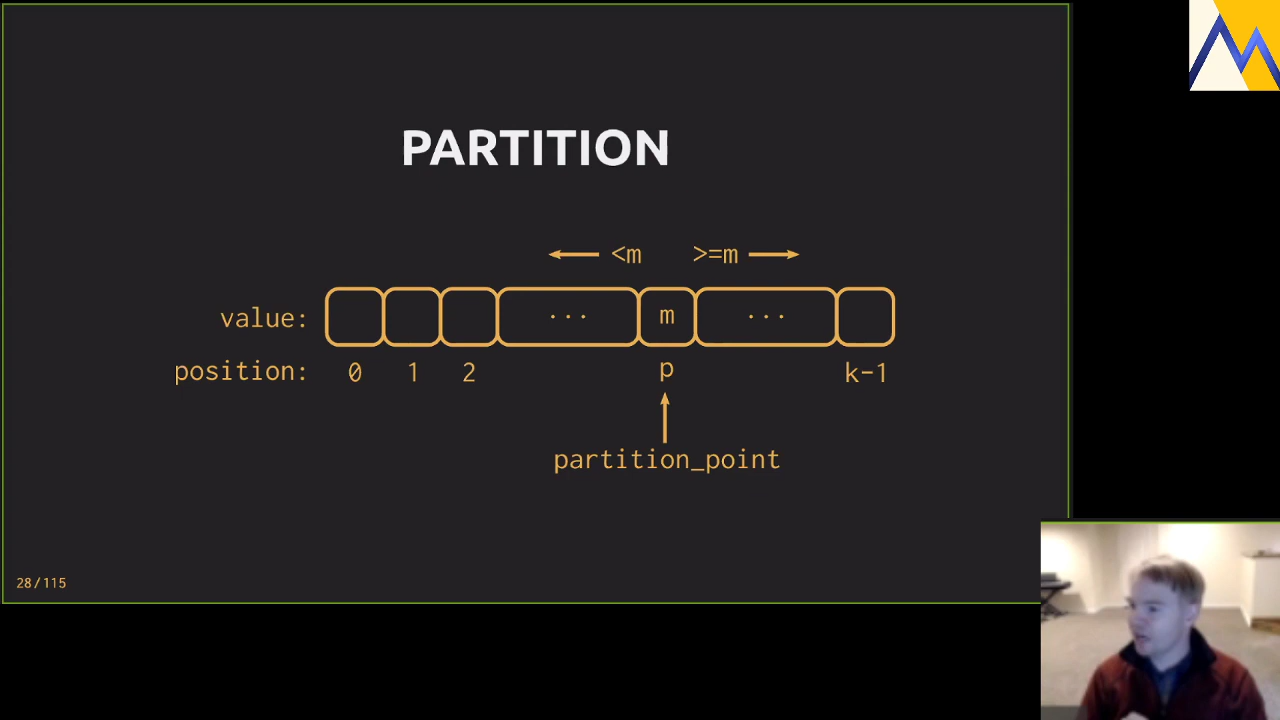 PARTITION
<m >=m
value: ... m ...
position: 0 1 2 p k-1
partition_point
28/115